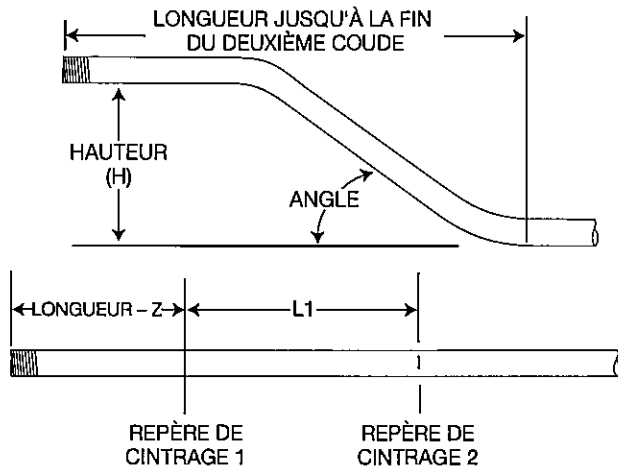 LONGUEUR JUSQU'À LA FIN
DU DEUXIÈME COUDE
HAUTEUR
(H)
ANGLE
LONGUEUR – Z
L1
REPÈRE DE
CINTRAGE 1
REPÈRE DE
CINTRAGE 2